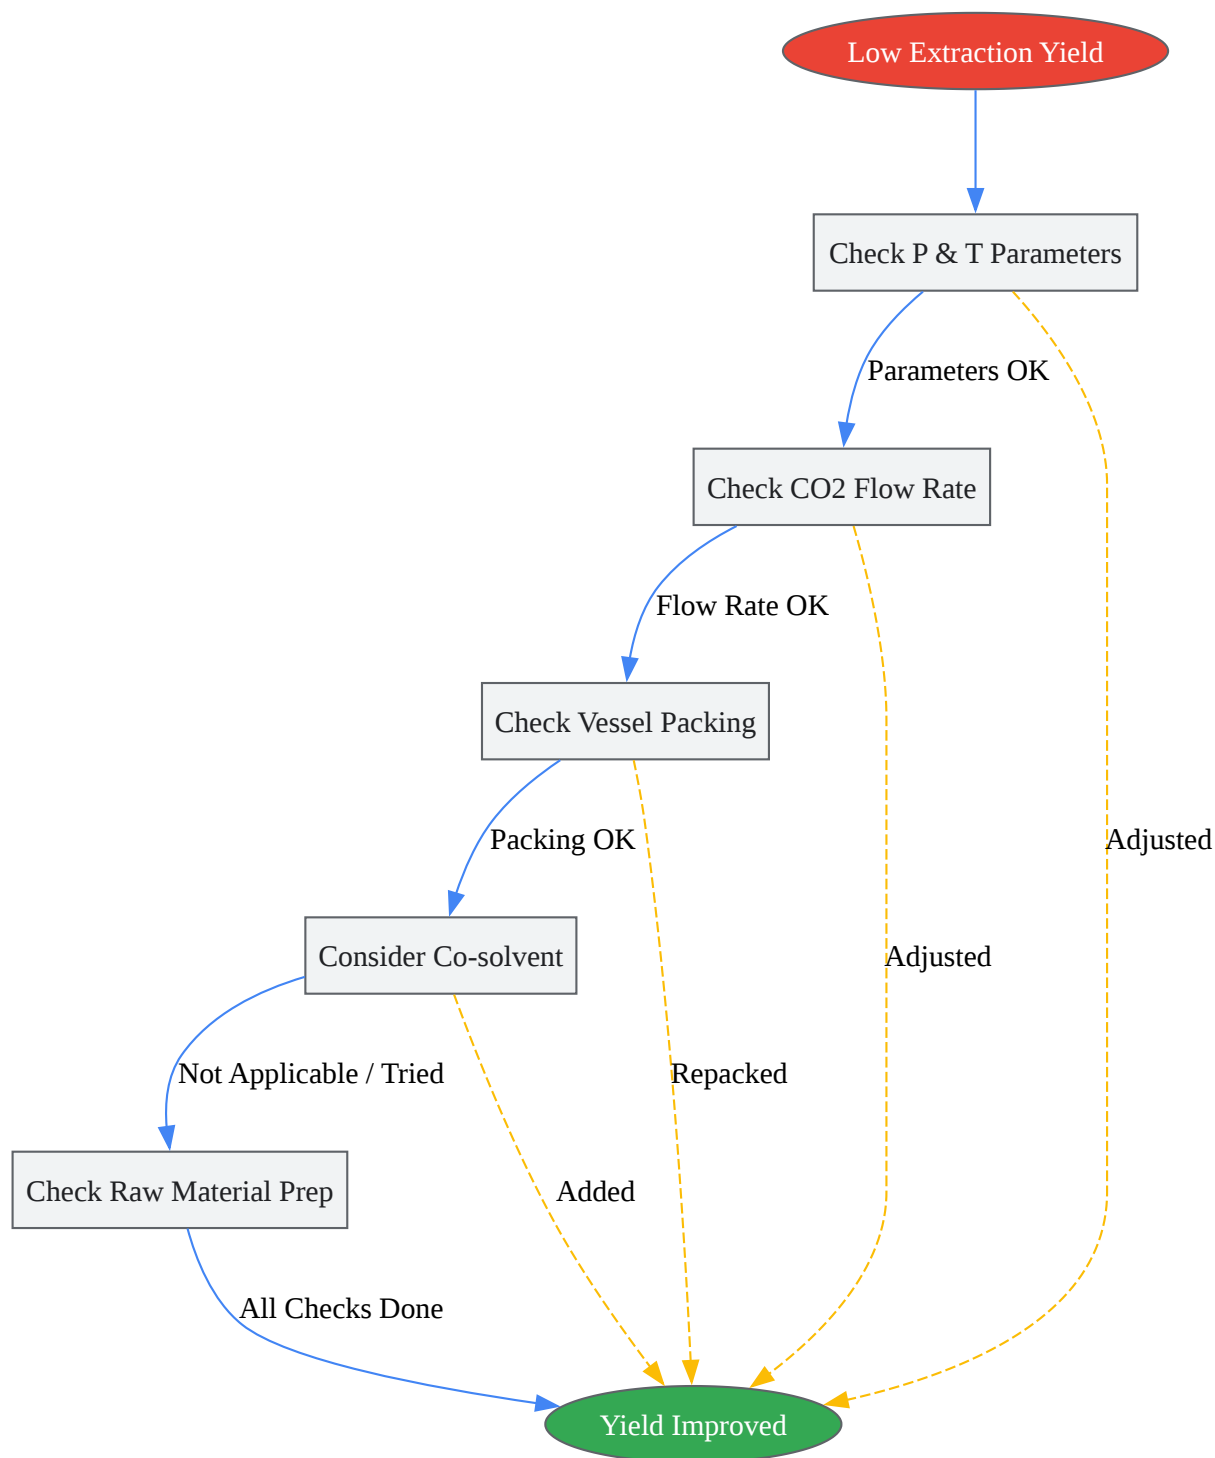 Low Extraction Yield
Check P & T Parameters
Parameters OK
Check CO2 Flow Rate
Flow Rate OK
Check Vessel Packing
Packing OK
Adjusted
Consider Co-solvent
Adjusted
Not Applicable / Tried
Repacked
Check Raw Material Prep
Added
All Checks Done
Yield Improved